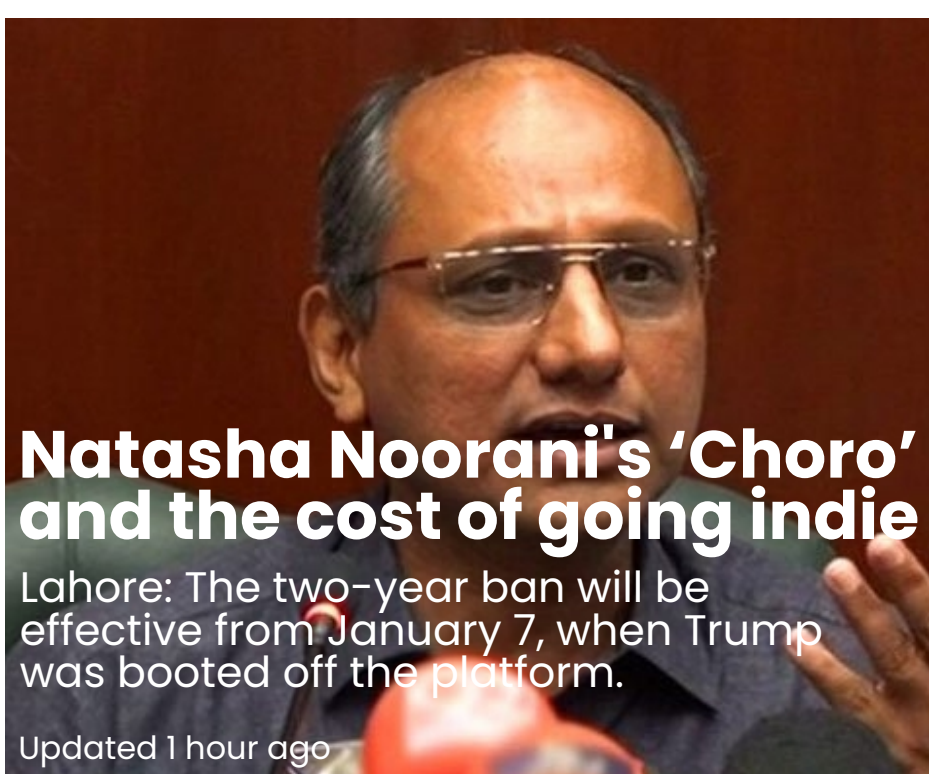 Natasha Noorani's ‘Choro’
and the cost of going indie
Lahore: The two-year ban will be
effective from January 7, when Trump
was booted off the platform.
Updated 1 hour ago